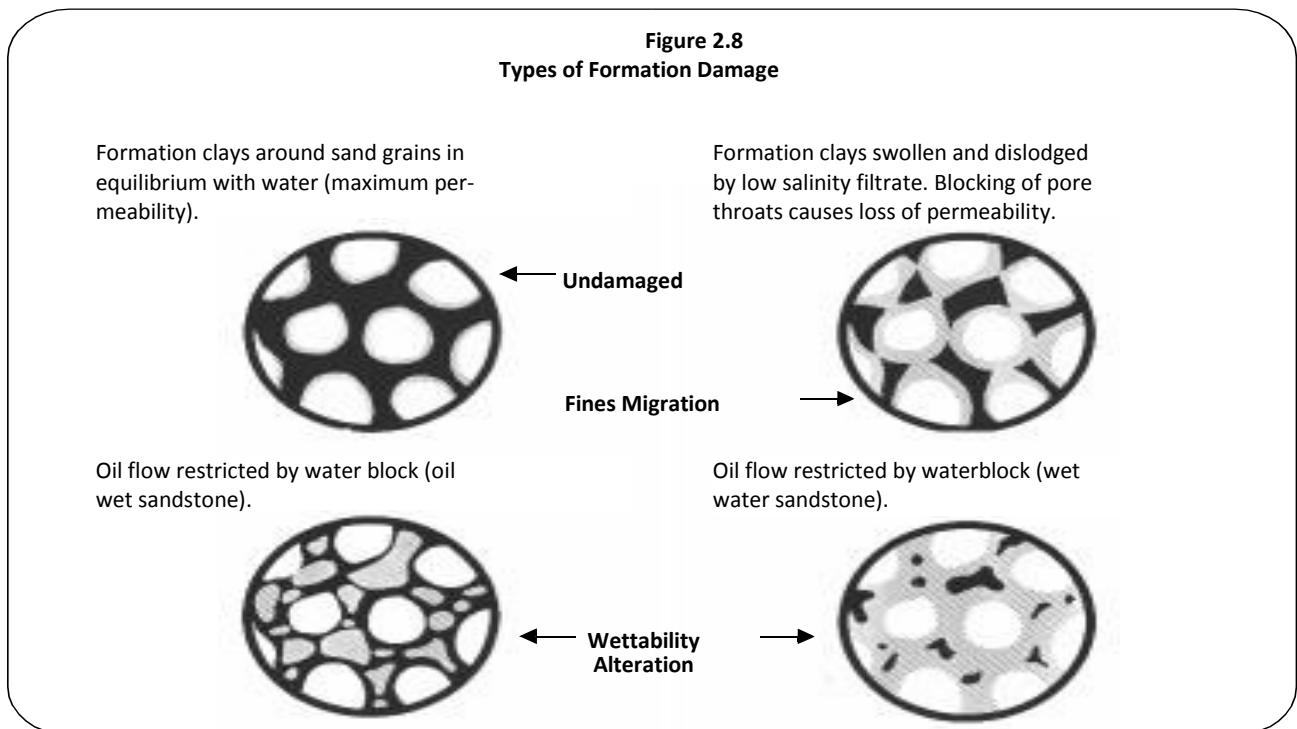 Figure 2.8
Types of Formation Damage
Formation clays around sand grains in
equilibrium with water (maximum per-
meability).
Formation clays swollen and dislodged
by low salinity filtrate. Blocking of pore
throats causes loss of permeability.
Undamaged
Fines Migration
Oil flow restricted by water block (oil
wet sandstone).
Oil flow restricted by waterblock (wet
water sandstone).
Wettability
Alteration